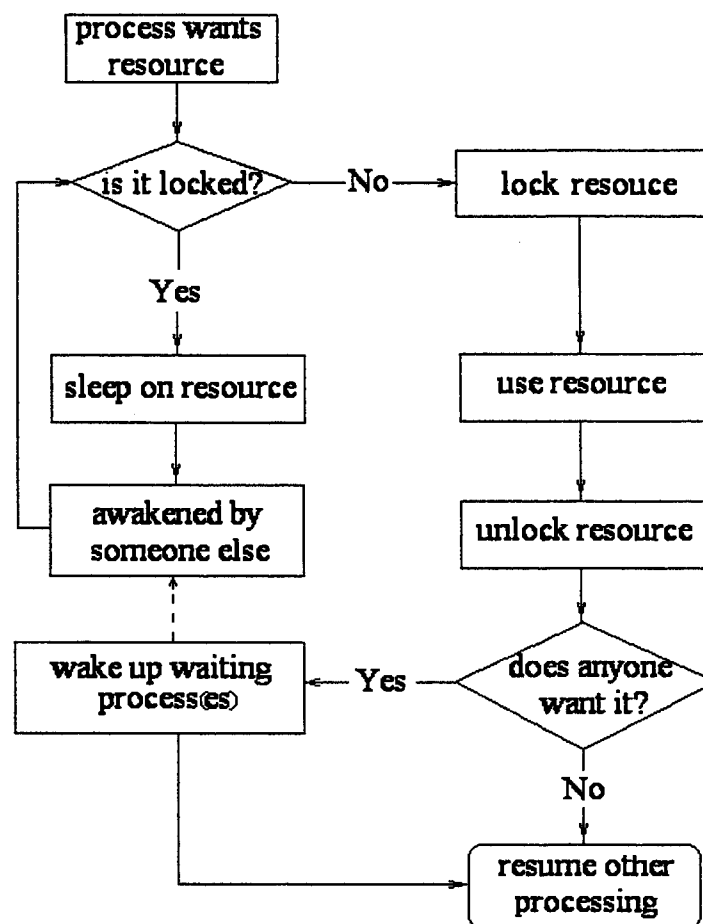 process wants
resource
is it locked?
No
lock resouce
Yes
sleep on resource
use resource
awakened by
someone else
unlock resource
wake up waiting
process(es)
Yes
does anyone
want it?
No
resume other
processing